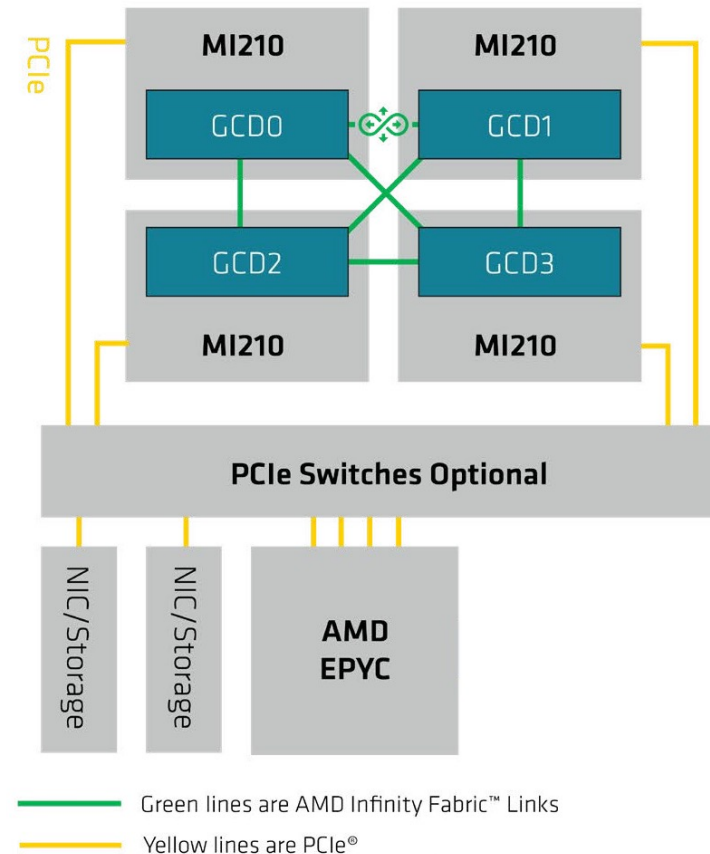 PCIe
MI210
MI210
GCD0
GCD1
GCD2
GCD3
MI210
MI210
PCIe Switches Optional
NIC/Storage
NIC/Storage
AMD
EPYC
Green lines are AMD Infinity Fabric™ Links
Yellow lines are PCIe®